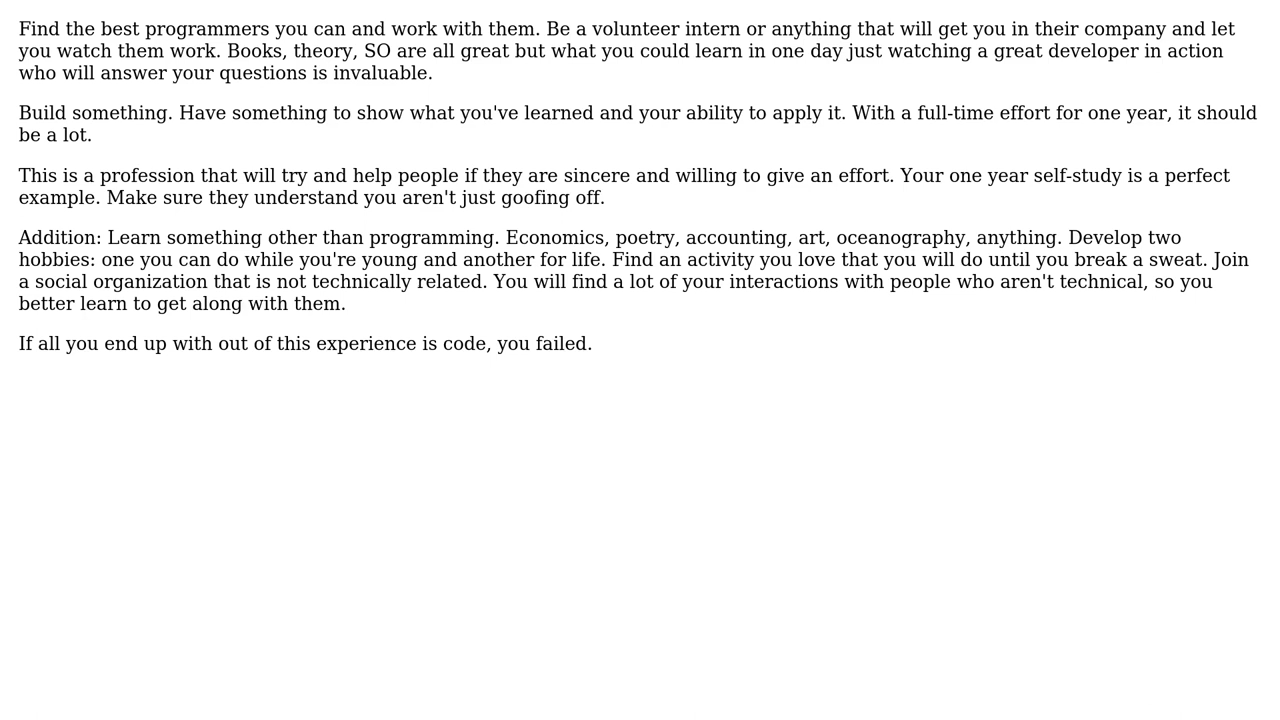 Find the best programmers you can and work with them. Be a volunteer intern or anything that will get you in their company and let
you watch them work. Books, theory, SO are all great but what you could learn in one day just watching a great developer in action
who will answer your questions is invaluable.
Build something. Have something to show what you've learned and your ability to apply it. With a full-time effort for one year, it should
be a lot.
This is a profession that will try and help people if they are sincere and willing to give an effort. Your one year self-study is a perfect
example. Make sure they understand you aren't just goofing off.
Addition: Learn something other than programming. Economics, poetry, accounting, art, oceanography, anything. Develop two
hobbies: one you can do while you're young and another for life. Find an activity you love that you will do until you break a sweat. Join
a social organization that is not technically related. You will find a lot of your interactions with people who aren't technical, so you
better learn to get along with them.
If all you end up with out of this experience is code, you failed.